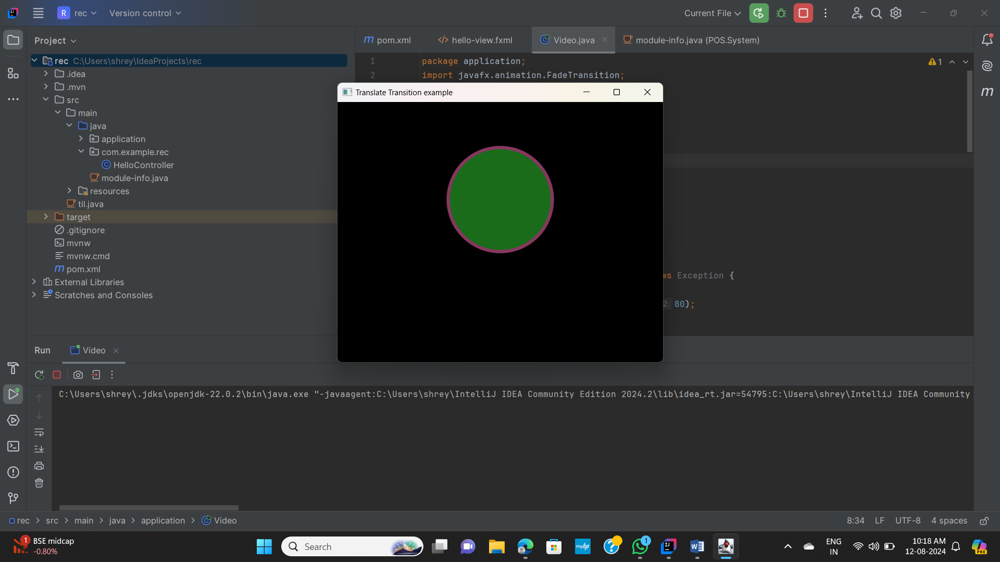 R rec Version control Current File
Project
pom.xml hello-view.fxml Video.java module-info.java (POS.System)
rec C:\Users\shrey\IdeaProjects\rec
.idea
.mvn
src
main
java
application
com.example.rec
HelloController
module-info.java
resources
til.java
target
.gitignore
mvnw
mvnw.cmd
pom.xml
External Libraries
Scratches and Consoles
1 package application; 1
2 import javafx.animation.FadeTransition;
Translate Transition example
ws Exception {
2: 80);
Run Video
C:\Users\shrey\.jdks\openjdk-22.0.2\bin\java.exe "-javaagent:C:\Users\shrey\IntelliJ IDEA Community Edition 2024.2\lib\idea_rt.jar=54795:C:\Users\shrey\IntelliJ IDEA Community
rec > src > main > java > application > Video 8:34 LF UTF-8 4 spaces
1 BSE midcap
-0.80%
Search
myhp
1
ENG
IN
10:18 AM
12-08-2024
PRE